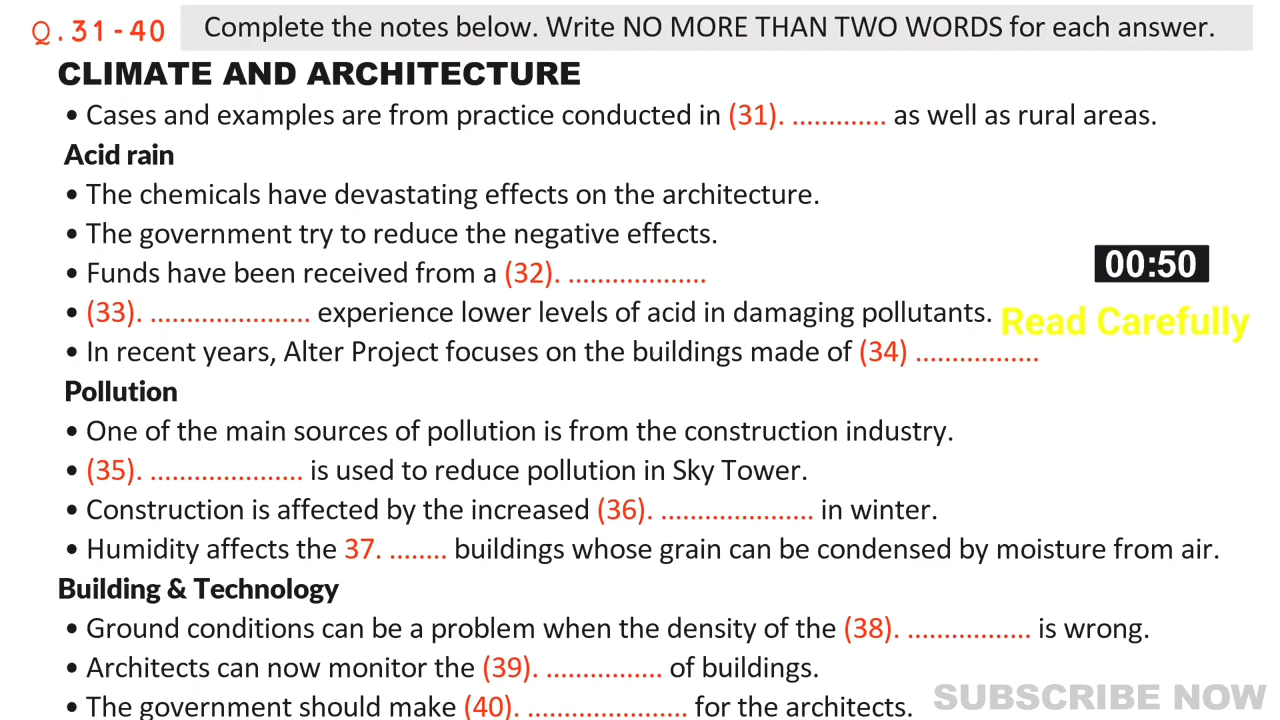 Q.31-40 Complete the notes below. Write NO MORE THAN TWO WORDS for each answer.
CLIMATE AND ARCHITECTURE
• Cases and examples are from practice conducted in (31). ............. as well as rural areas.
Acid rain
• The chemicals have devastating effects on the architecture.
• The government try to reduce the negative effects.
00:50
• Funds have been received from a (32). ...................
• (33). ...................... experience lower levels of acid in damaging pollutants.
Read Carefully
• In recent years, Alter Project focuses on the buildings made of (34) .................
Pollution
• One of the main sources of pollution is from the construction industry.
• (35). ..................... is used to reduce pollution in Sky Tower.
• Construction is affected by the increased (36). ..................... in winter.
• Humidity affects the 37. ........ buildings whose grain can be condensed by moisture from air.
Building & Technology
• Ground conditions can be a problem when the density of the (38). ................. is wrong.
• Architects can now monitor the (39). ................ of buildings.
• The government should make (40). ...................... for the architects.
SUBSCRIBE NOW